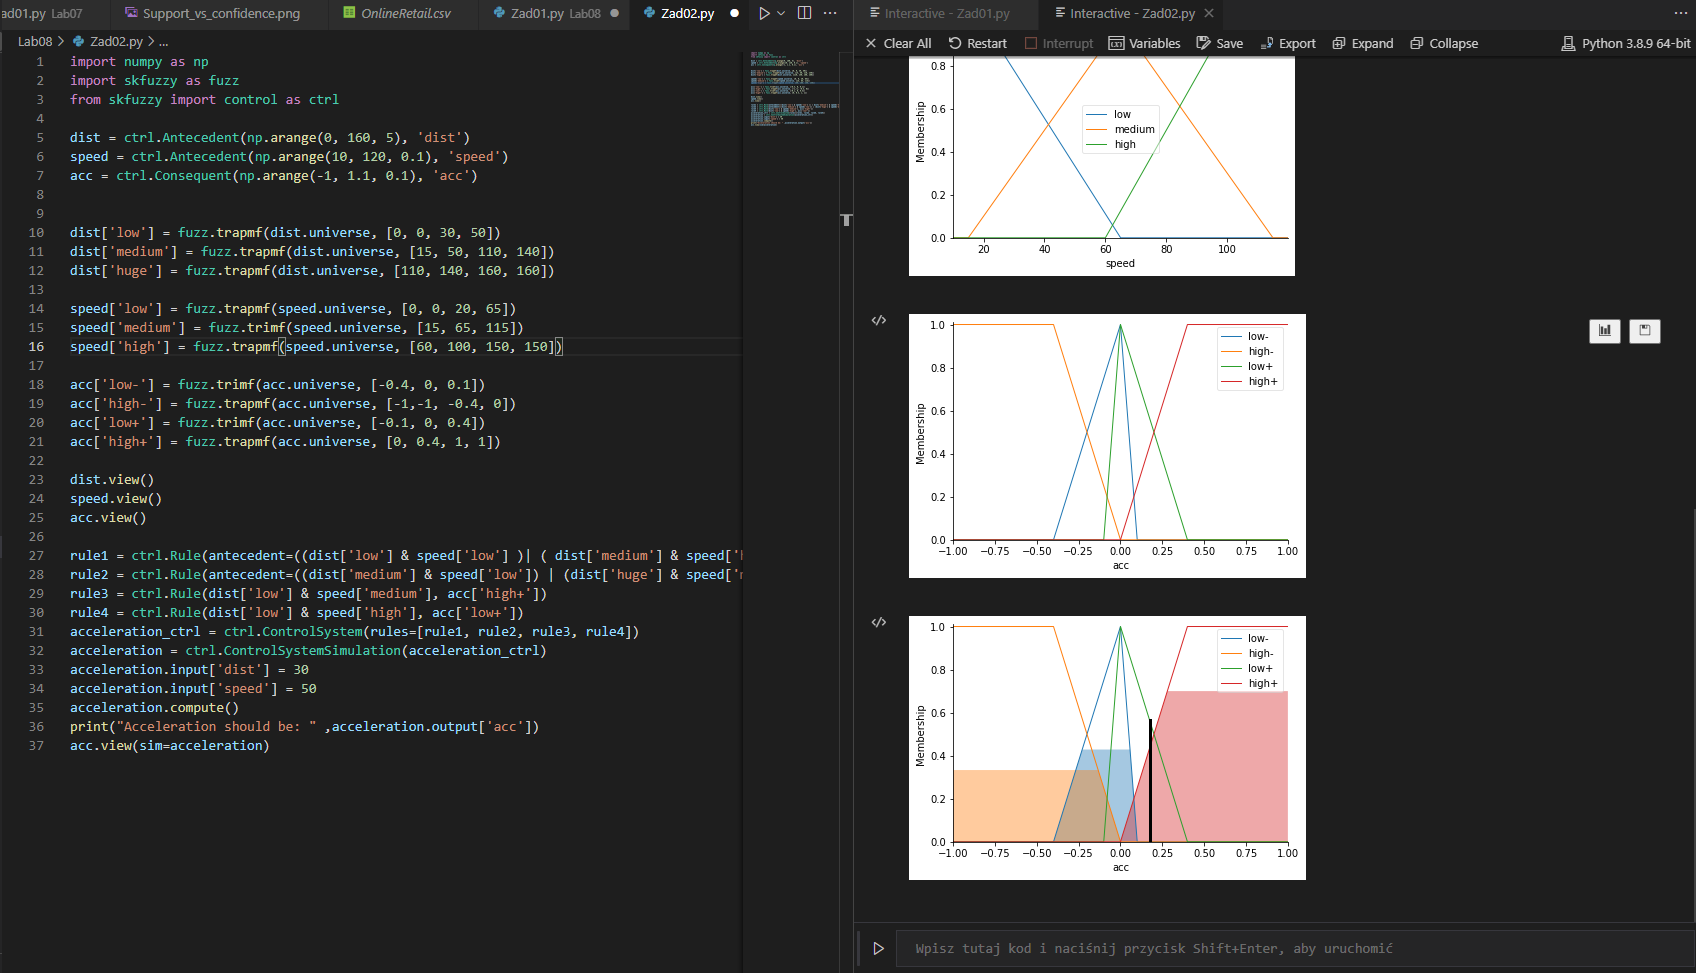 ad01.py Lab07
Support_vs_confidence.png
OnlineRetail.csv
Zad01.py Lab08
Zad02.py
Lab08 > Zad02.py > ...
1 import numpy as np
2 import skfuzzy as fuzz
3 from skfuzzy import control as ctrl
4
5 dist = ctrl.Antecedent(np.arange(0, 160, 5), 'dist')
6 speed = ctrl.Antecedent(np.arange(10, 120, 0.1), 'speed')
7 acc = ctrl.Consequent(np.arange(-1, 1.1, 0.1), 'acc')
8
9
10 dist['low'] = fuzz.trapmf(dist.universe, [0, 0, 30, 50])
11 dist['medium'] = fuzz.trapmf(dist.universe, [15, 50, 110, 140])
12 dist['huge'] = fuzz.trapmf(dist.universe, [110, 140, 160, 160])
13
14 speed['low'] = fuzz.trapmf(speed.universe, [0, 0, 20, 65])
15 speed['medium'] = fuzz.trimf(speed.universe, [15, 65, 115])
16 speed['high'] = fuzz.trapmf(speed.universe, [60, 100, 150, 150])
17
18 acc['low-'] = fuzz.trimf(acc.universe, [-0.4, 0, 0.1])
19 acc['high-'] = fuzz.trapmf(acc.universe, [-1,-1, -0.4, 0])
20 acc['low+'] = fuzz.trimf(acc.universe, [-0.1, 0, 0.4])
21 acc['high+'] = fuzz.trapmf(acc.universe, [0, 0.4, 1, 1])
22
23 dist.view()
24 speed.view()
25 acc.view()
26
27 rule1 = ctrl.Rule(antecedent=((dist['low'] & speed['low'] )| ( dist['medium'] & speed['
28 rule2 = ctrl.Rule(antecedent=((dist['medium'] & speed['low']) | (dist['huge'] & speed['
29 rule3 = ctrl.Rule(dist['low'] & speed['medium'], acc['high+'])
30 rule4 = ctrl.Rule(dist['low'] & speed['high'], acc['low+'])
31 acceleration_ctrl = ctrl.ControlSystem(rules=[rule1, rule2, rule3, rule4])
32 acceleration = ctrl.ControlSystemSimulation(acceleration_ctrl)
33 acceleration.input['dist'] = 30
34 acceleration.input['speed'] = 50
35 acceleration.compute()
36 print("Acceleration should be: " ,acceleration.output['acc'])
37 acc.view(sim=acceleration)
Interactive - Zad01.py
Interactive - Zad02.py
Clear All Restart Interrupt Variables Save Export Expand Collapse Python 3.8.9 64-bit
0.8
0.6
0.4
0.2
0.0
Membership
low
medium
high
20 40 60 80 100
speed
1.0
0.8
0.6
0.4
0.2
0.0
Membership
low-
high-
low+
high+
−1.00 −0.75 −0.50 −0.25 0.00 0.25 0.50 0.75 1.00
acc
1.0
0.8
0.6
0.4
0.2
0.0
Membership
low-
high-
low+
high+
−1.00 −0.75 −0.50 −0.25 0.00 0.25 0.50 0.75 1.00
acc
Wpisz tutaj kod i naciśnij przycisk Shift+Enter, aby uruchomić